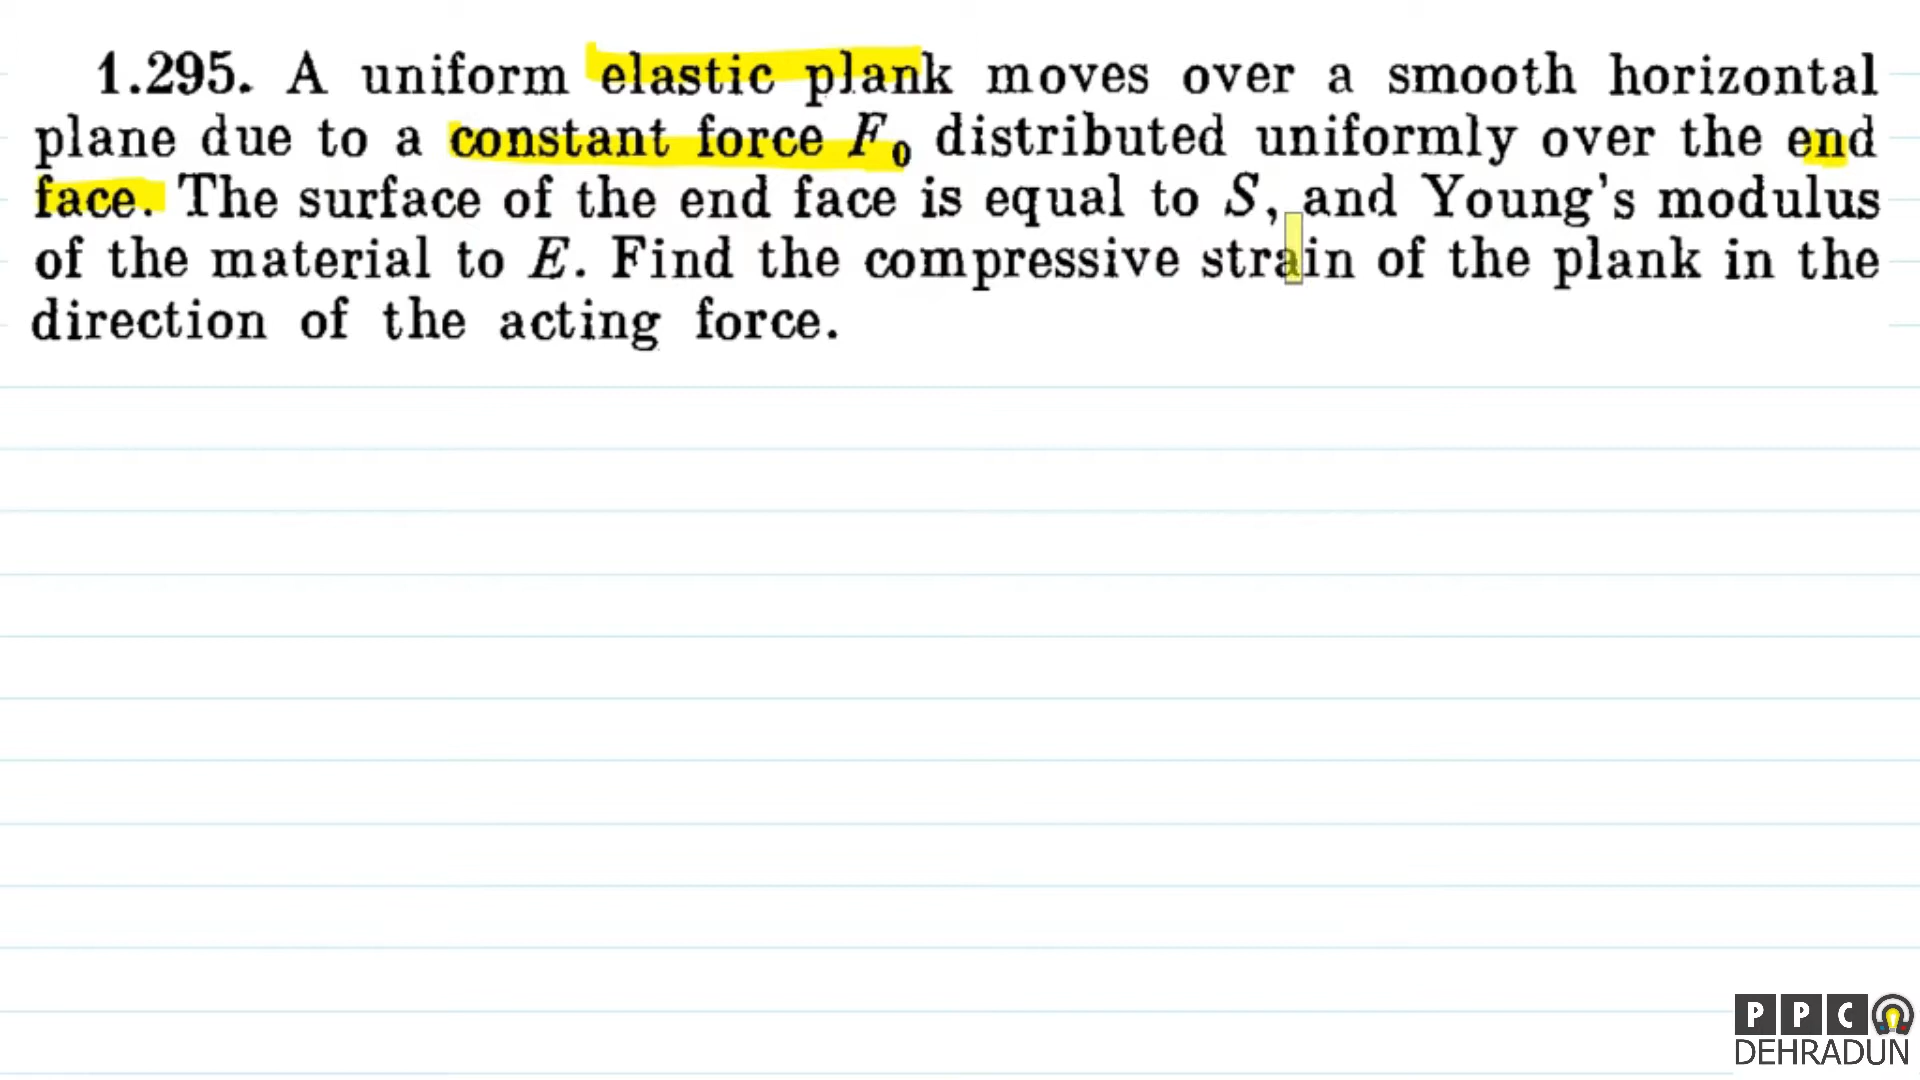 1.295. A uniform elastic plank moves over a smooth horizontal
plane due to a constant force F₀ distributed uniformly over the end
face. The surface of the end face is equal to S, and Young's modulus
of the material to E. Find the compressive strain of the plank in the
direction of the acting force.
PPC
DEHRADUN